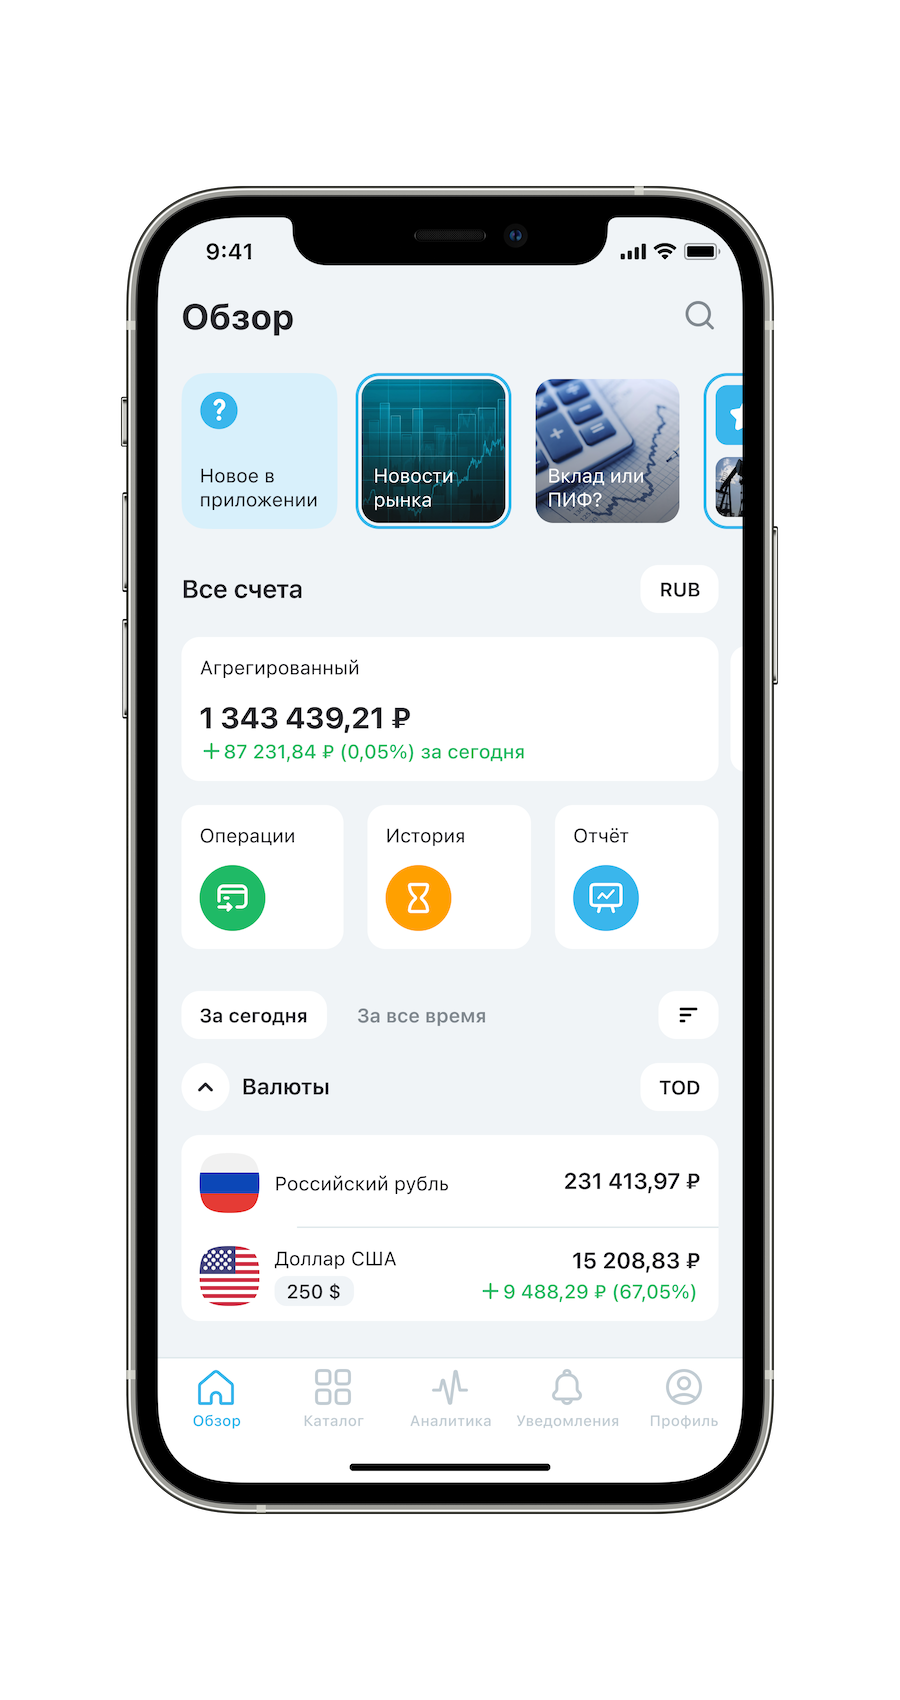 9:41
Обзор
?
Новое в
приложении
Новости
рынка
Вклад или
ПИФ?
Все счета
RUB
Агрегированный
1 343 439,21 ₽
+87 231,84 ₽ (0,05%) за сегодня
Операции
История
Отчёт
За сегодня
За все время
Валюты
TOD
Российский рубль
231 413,97 ₽
Доллар США
15 208,83 ₽
250 $
+9 488,29 ₽ (67,05%)
Обзор
Каталог
Аналитика
Уведомления
Профиль